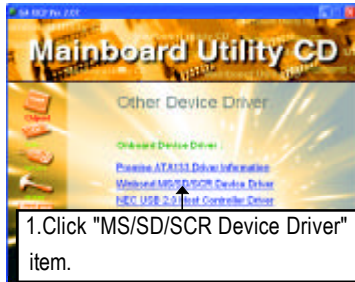 Mainboard Utility CD
Other Device Driver
Onboard Device Driver
Promise ATA133 Driver Information
Winbond MS/SD/SCR Device Driver
NEC USB 2.0 Host Controller Driver
1.Click "MS/SD/SCR Device Driver"
item.